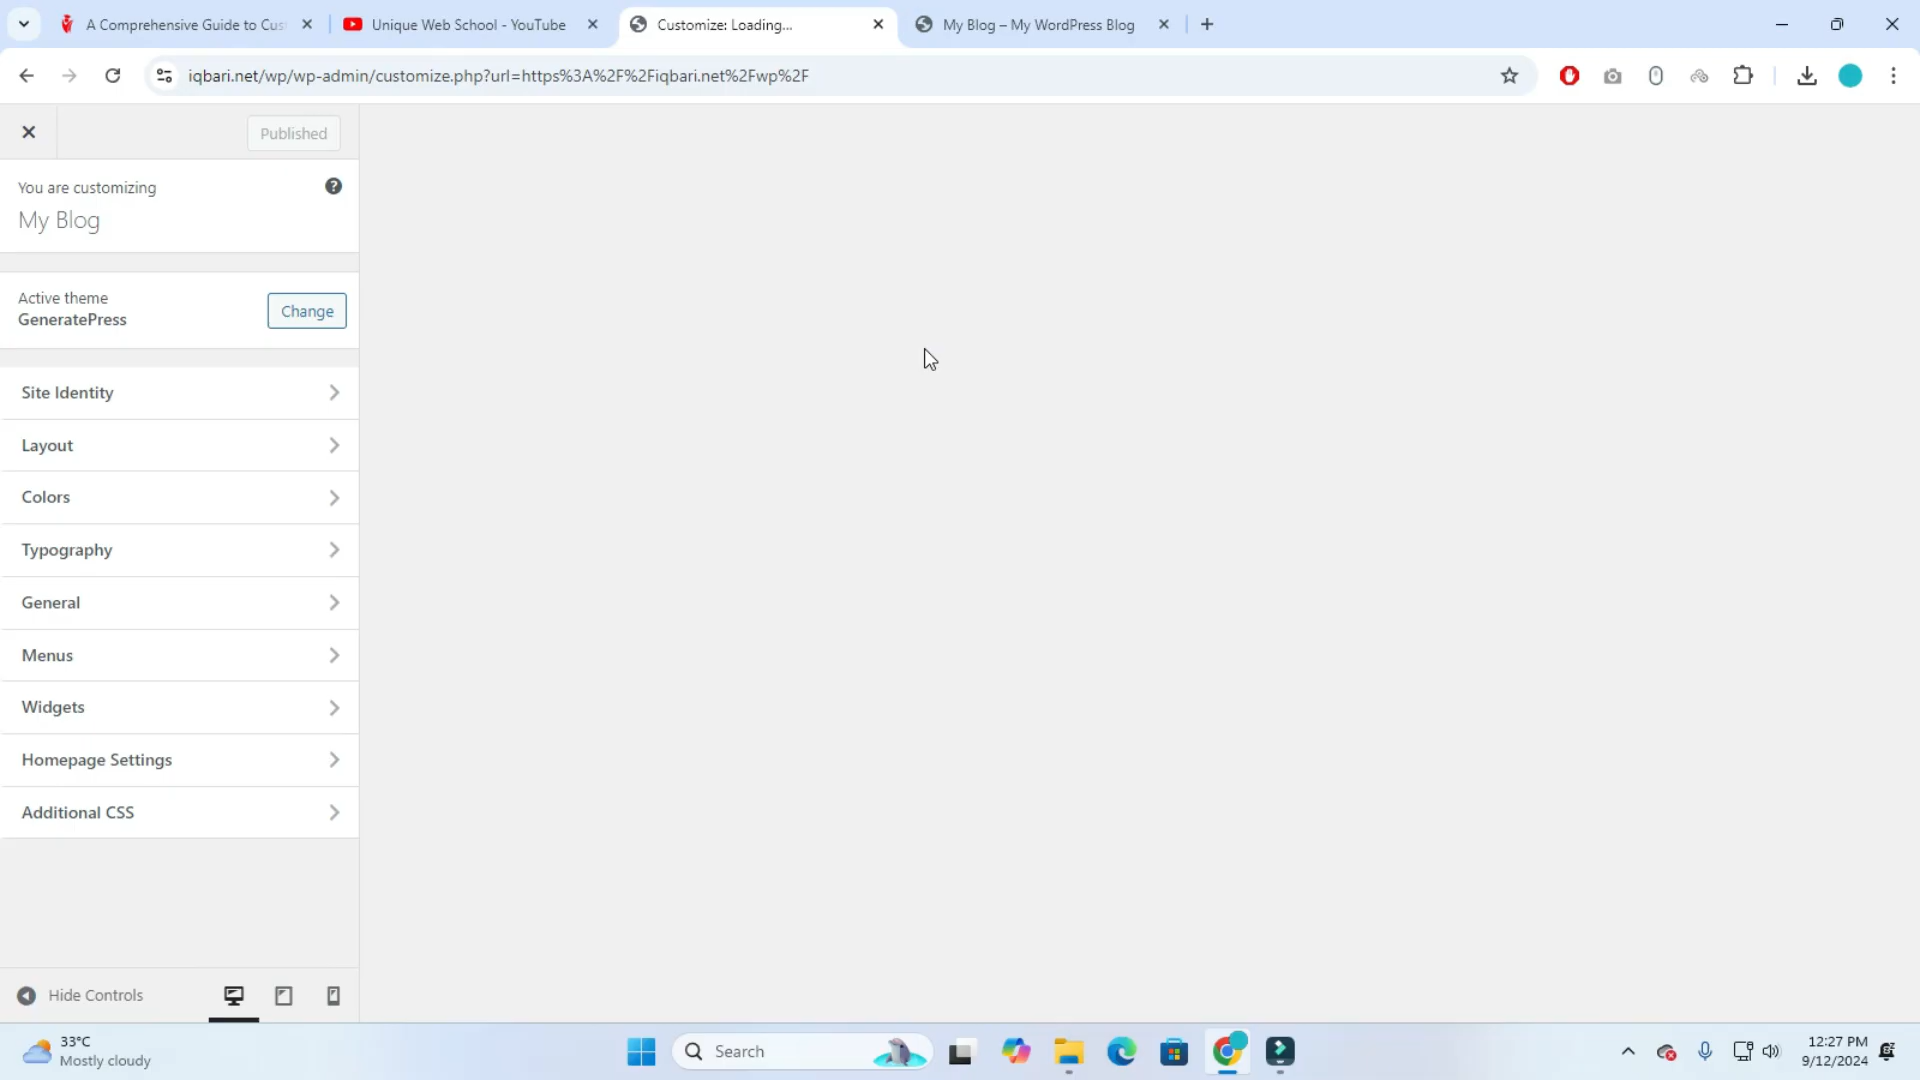 A Comprehensive Guide to Cus
Unique Web School - YouTube
Customize: Loading...
My Blog – My WordPress Blog
iqbari.net/wp/wp-admin/customize.php?url=https%3A%2F%2Fiqbari.net%2Fwp%2F
Published
You are customizing
My Blog
Active theme
GeneratePress
Change
Site Identity
Layout
Colors
Typography
General
Menus
Widgets
Homepage Settings
Additional CSS
Hide Controls
33°C
Mostly cloudy
Search
12:27 PM
9/12/2024